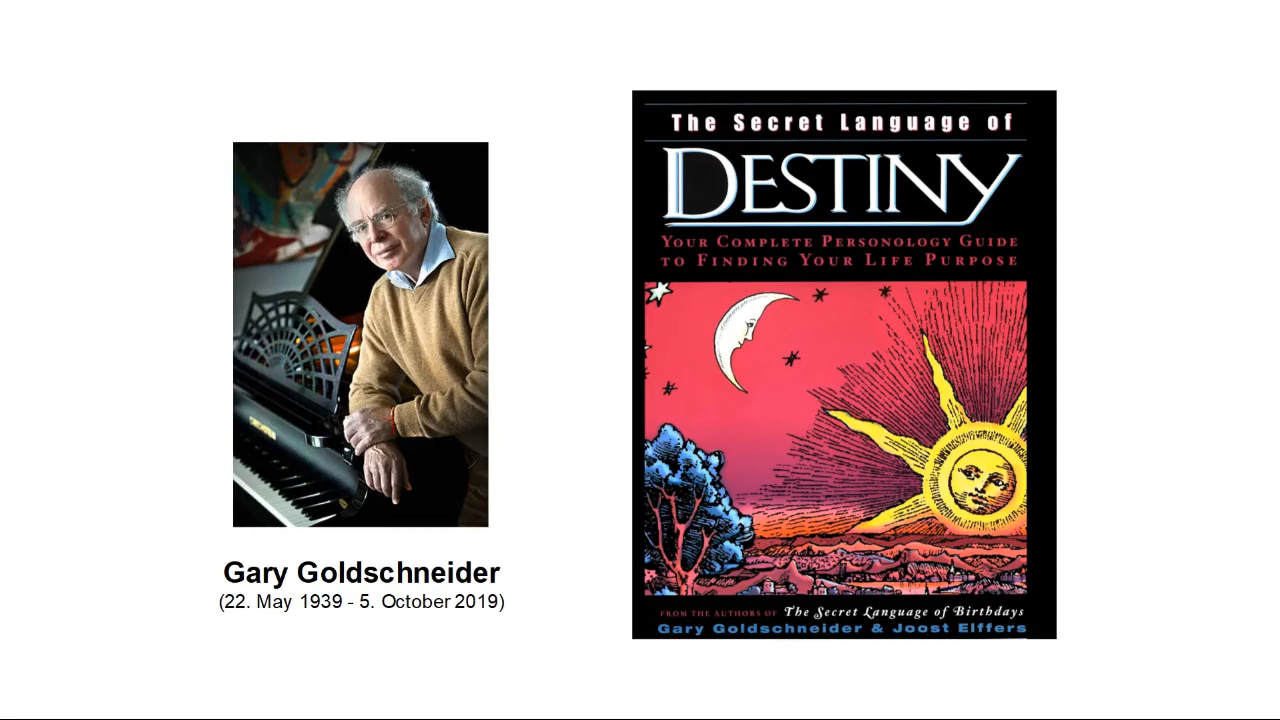 Gary Goldschneider
(22. May 1939 - 5. October 2019)
The Secret Language of
DESTINY
YOUR COMPLETE PERSONOLOGY GUIDE
TO FINDING YOUR LIFE PURPOSE
FROM THE AUTHORS OF The Secret Language of Birthdays
Gary Goldschneider & Joost Elffers